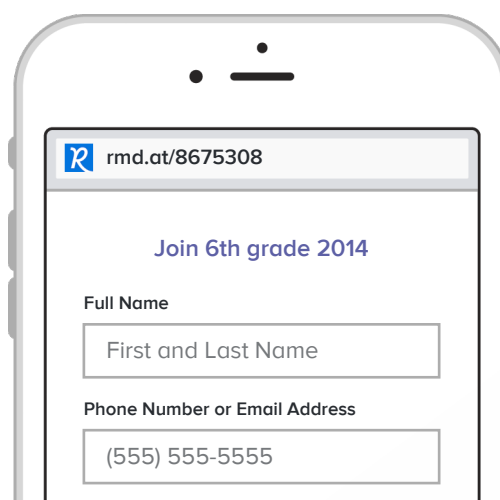 R rmd.at/8675308
Join 6th grade 2014
Full Name
First and Last Name
Phone Number or Email Address
(555) 555-5555